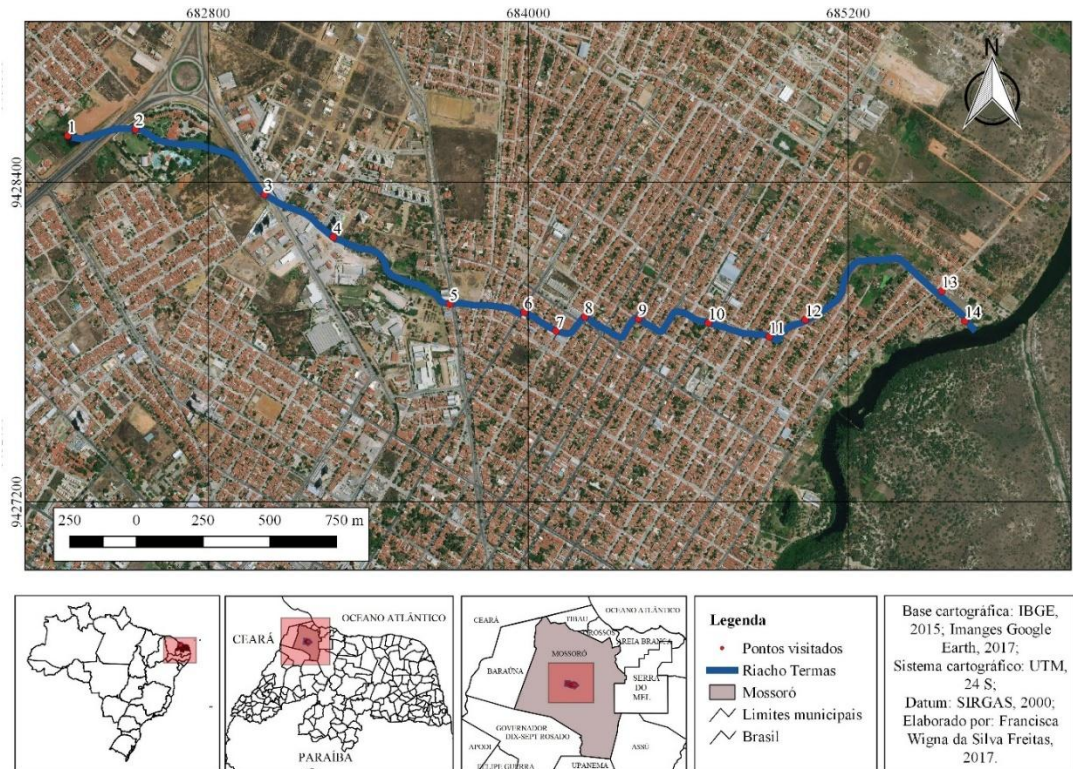 682800 684000 685200
N
1 2
9428400
3
4
5 6 7 8 9 10 11 12 13 14
9427200
250 0 250 500 750 m
OCEANO ATLÂNTICO
CEARÁ
PARAÍBA
CEARÁ
OCEANO ATLÂNTICO
TIBAU
GROSSOS
AREIA BRANCA
MOSSORÓ
BARAÚNA
SERRA
DO
MEL
GOVERNADOR
DIX-SEPT ROSADO
APODI
ASSÚ
FELIPE GUERRA
UPANEMA
Legenda
Pontos visitados
Riacho Termas
Mossoró
Limites municipais
Brasil
Base cartográfica: IBGE,
2015; Imanges Google
Earth, 2017;
Sistema cartográfico: UTM,
24 S;
Datum: SIRGAS, 2000;
Elaborado por: Francisca
Wigna da Silva Freitas,
2017.